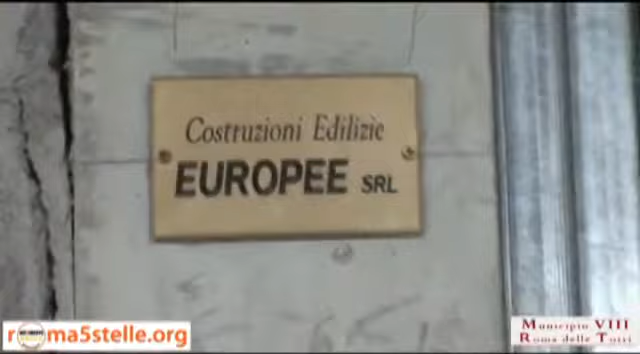 Costruzioni Edilizie
EUROPEE SRL
roma5stelle.org
Municipio VIII
Roma delle Torri